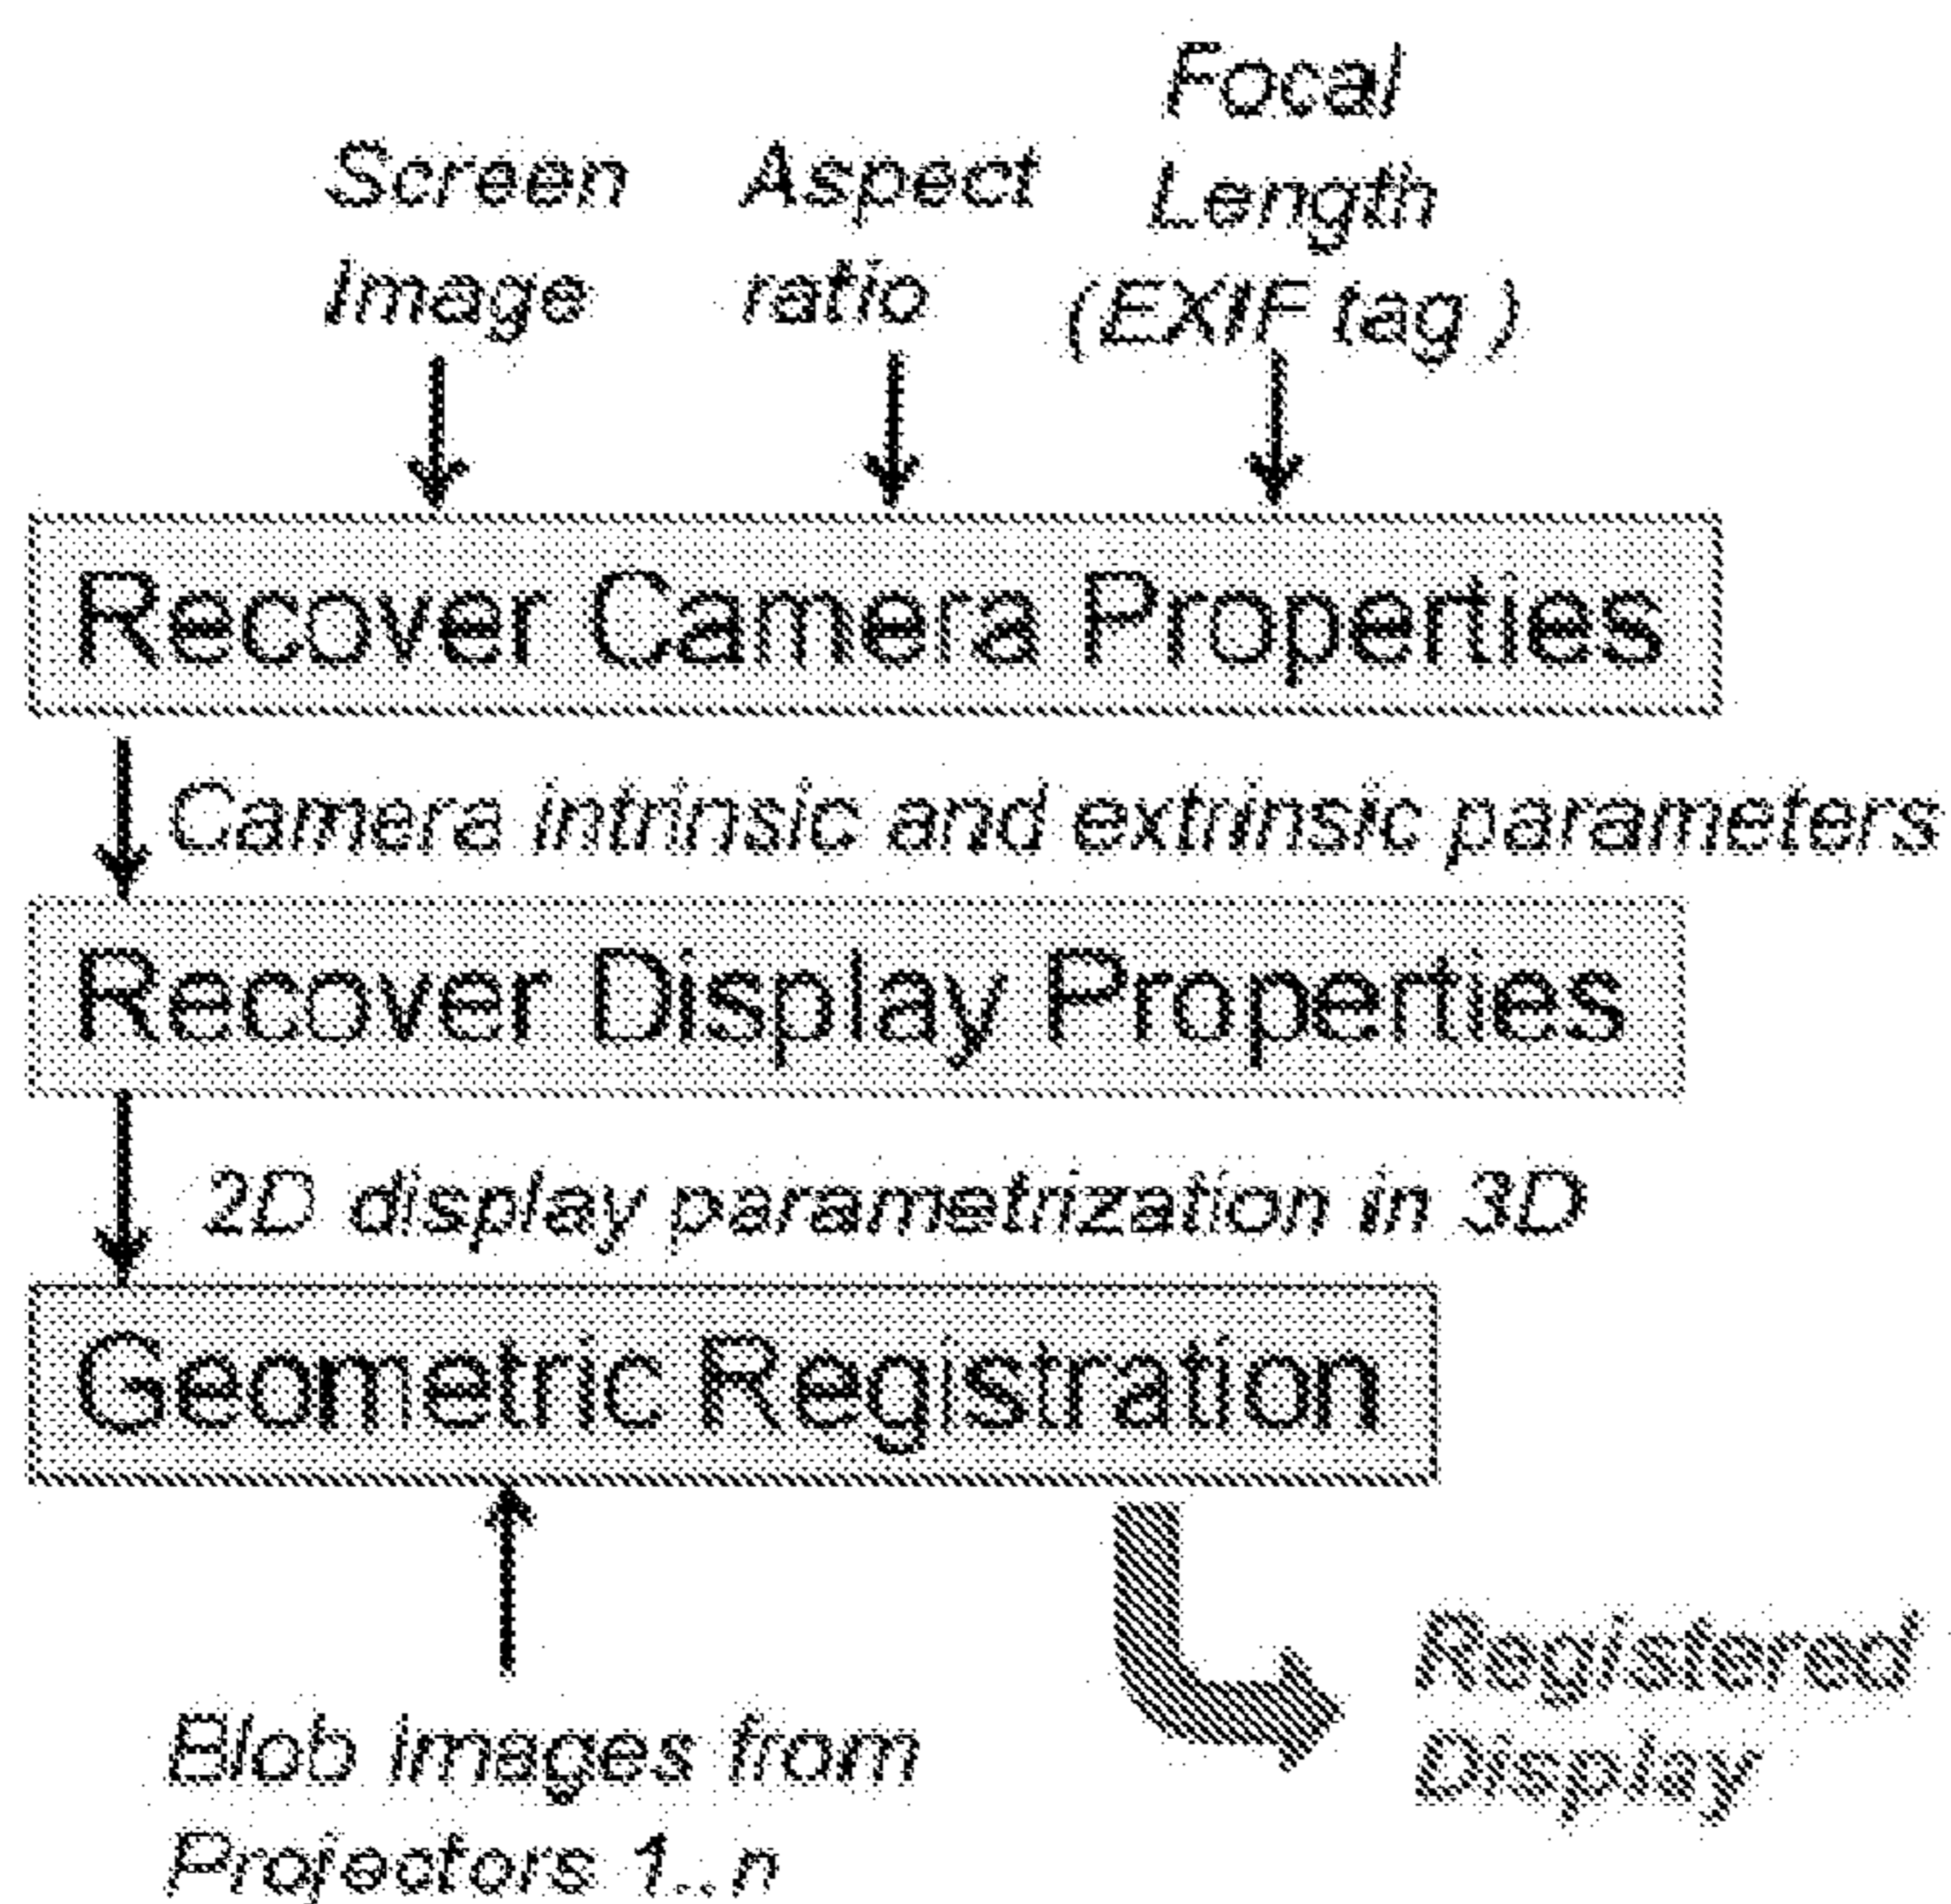 Screen
Image
Aspect
ratio
Focal
Length
(EXIF tag )
Recover Camera Properties
Camera intrinsic and extrinsic parameters
Recover Display Properties
2D display parametrization in 3D
Geometric Registration
Blob images from
Projectors 1..n
Registered
Display